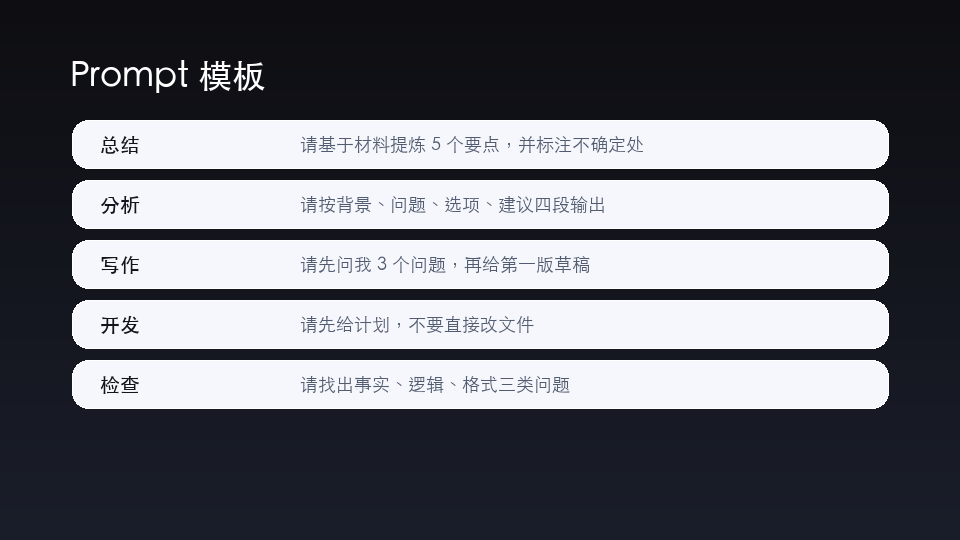 Prompt 模板
总结 请基于材料提炼 5 个要点，并标注不确定处
分析 请按背景、问题、选项、建议四段输出
写作 请先问我 3 个问题，再给第一版草稿
开发 请先给计划，不要直接改文件
检查 请找出事实、逻辑、格式三类问题